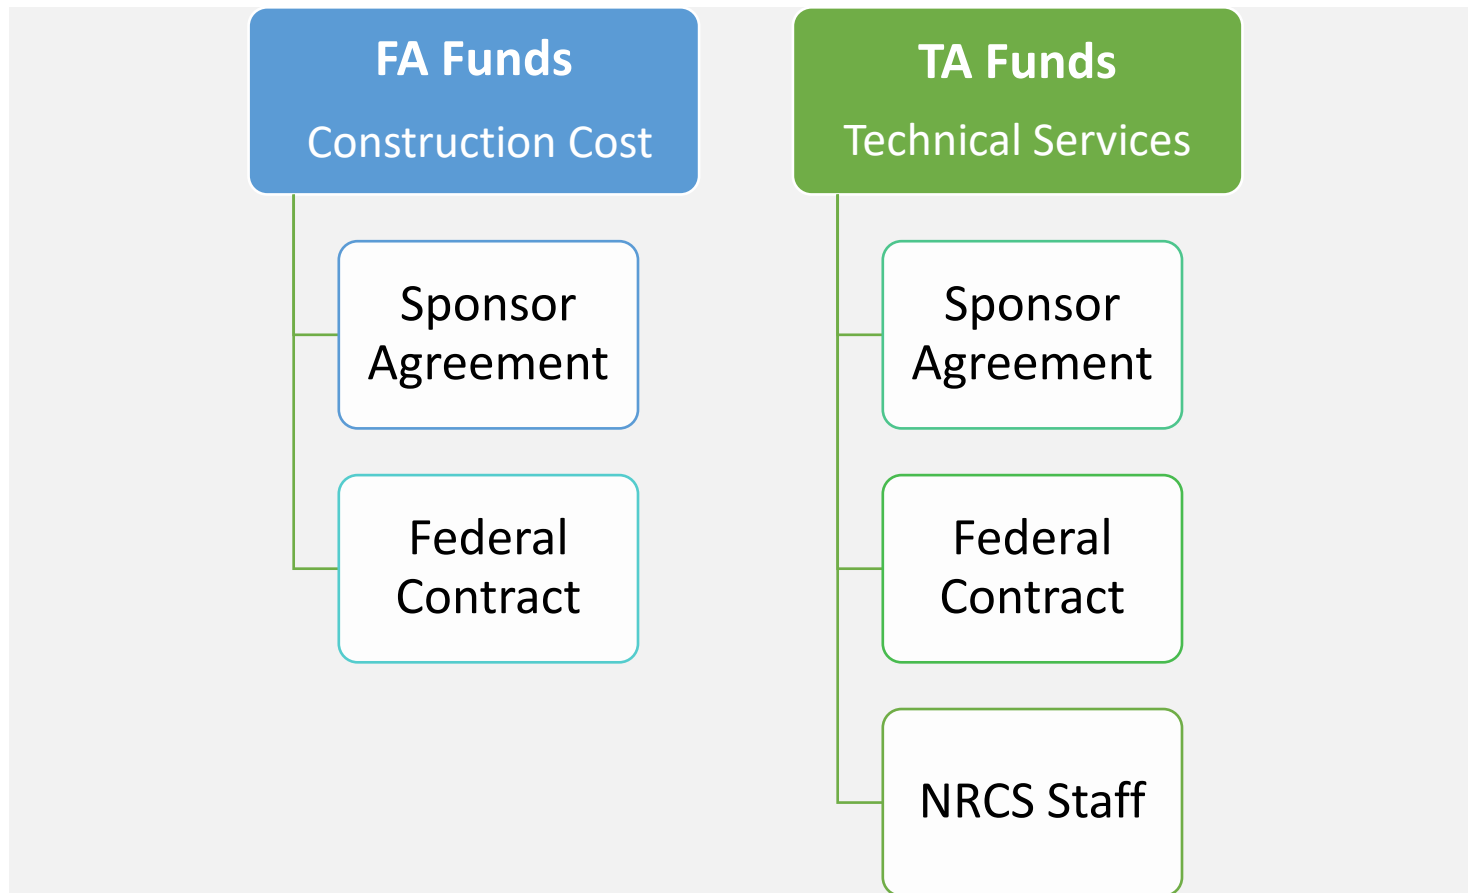 FA Funds
Construction Cost
Sponsor
Agreement
Federal
Contract
TA Funds
Technical Services
Sponsor
Agreement
Federal
Contract
NRCS Staff